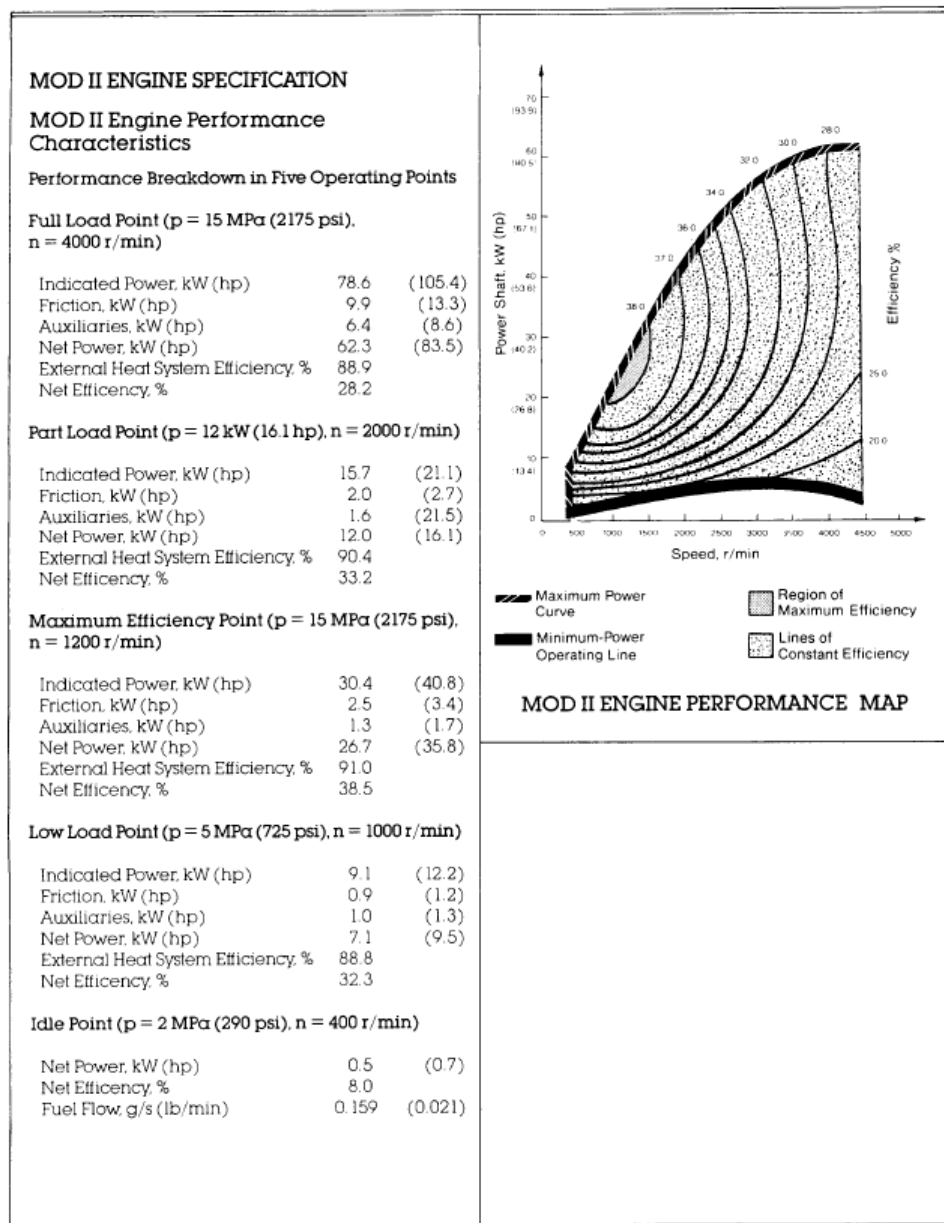 MOD II ENGINE SPECIFICATION
MOD II Engine Performance
Characteristics
Performance Breakdown in Five Operating Points
Full Load Point (p = 15 MPa (2175 psi),
n = 4000 r/min)
Indicated Power, kW (hp) 78.6 (105.4)
Friction, kW (hp) 9.9 (13.3)
Auxiliaries, kW (hp) 6.4 (8.6)
Net Power, kW (hp) 62.3 (83.5)
External Heat System Efficiency, % 88.9
Net Efficency, % 28.2
Part Load Point (p = 12 kW (16.1 hp), n = 2000 r/min)
Indicated Power, kW (hp) 15.7 (21.1)
Friction, kW (hp) 2.0 (2.7)
Auxiliaries, kW (hp) 1.6 (21.5)
Net Power, kW (hp) 12.0 (16.1)
External Heat System Efficiency, % 90.4
Net Efficency, % 33.2
Maximum Efficiency Point (p = 15 MPa (2175 psi),
n = 1200 r/min)
Indicated Power, kW (hp) 30.4 (40.8)
Friction, kW (hp) 2.5 (3.4)
Auxiliaries, kW (hp) 1.3 (1.7)
Net Power, kW (hp) 26.7 (35.8)
External Heat System Efficiency, % 91.0
Net Efficency, % 38.5
Low Load Point (p = 5 MPa (725 psi), n = 1000 r/min)
Indicated Power, kW (hp) 9.1 (12.2)
Friction, kW (hp) 0.9 (1.2)
Auxiliaries, kW (hp) 1.0 (1.3)
Net Power, kW (hp) 7.1 (9.5)
External Heat System Efficiency, % 88.8
Net Efficency, % 32.3
Idle Point (p = 2 MPa (290 psi), n = 400 r/min)
Net Power, kW (hp) 0.5 (0.7)
Net Efficency, % 8.0
Fuel Flow, g/s (lb/min) 0.159 (0.021)
Power Shaft, kW (hp)
70
(93.9)
60
(40.5)
50
(67.1)
40
(53.6)
30
(40.2)
20
(26.8)
10
(13.4)
0
38.0
37.0
36.0
34.0
32.0
30.0
28.0
25.0
20.0
Efficiency %
0 500 1000 1500 2000 2500 3000 3500 4000 4500 5000
Speed, r/min
Maximum Power
Curve
Minimum-Power
Operating Line
Region of
Maximum Efficiency
Lines of
Constant Efficiency
MOD II ENGINE PERFORMANCE MAP